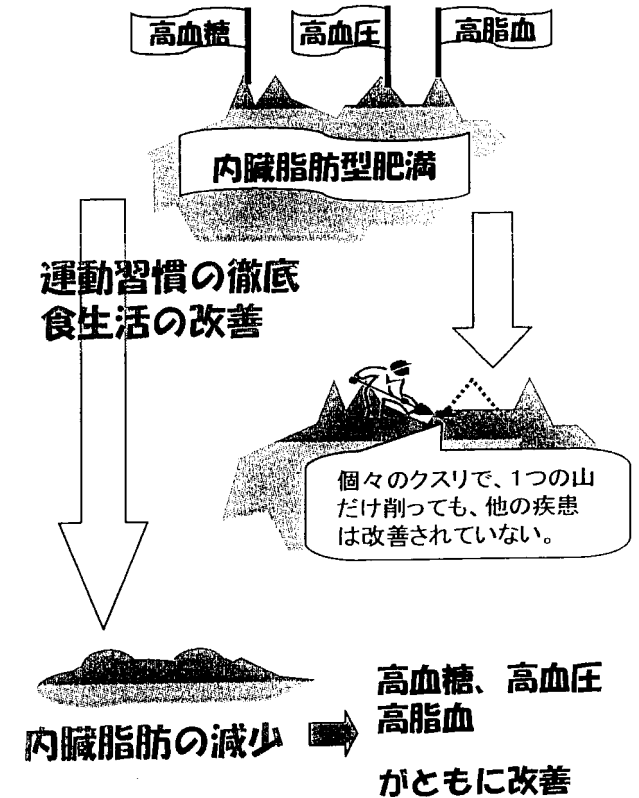 高血糖
高血圧
高脂血
内臓脂肪型肥満
運動習慣の徹底
食生活の改善
個々のクスリで、1つの山
だけ削っても、他の疾患
は改善されていない。
内臓脂肪の減少
高血糖、高血圧
高脂血
がともに改善